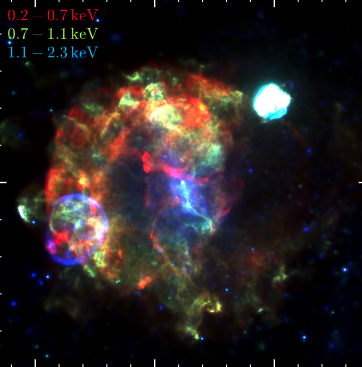 0.2 – 0.7 keV
0.7 – 1.1 keV
1.1 – 2.3 keV